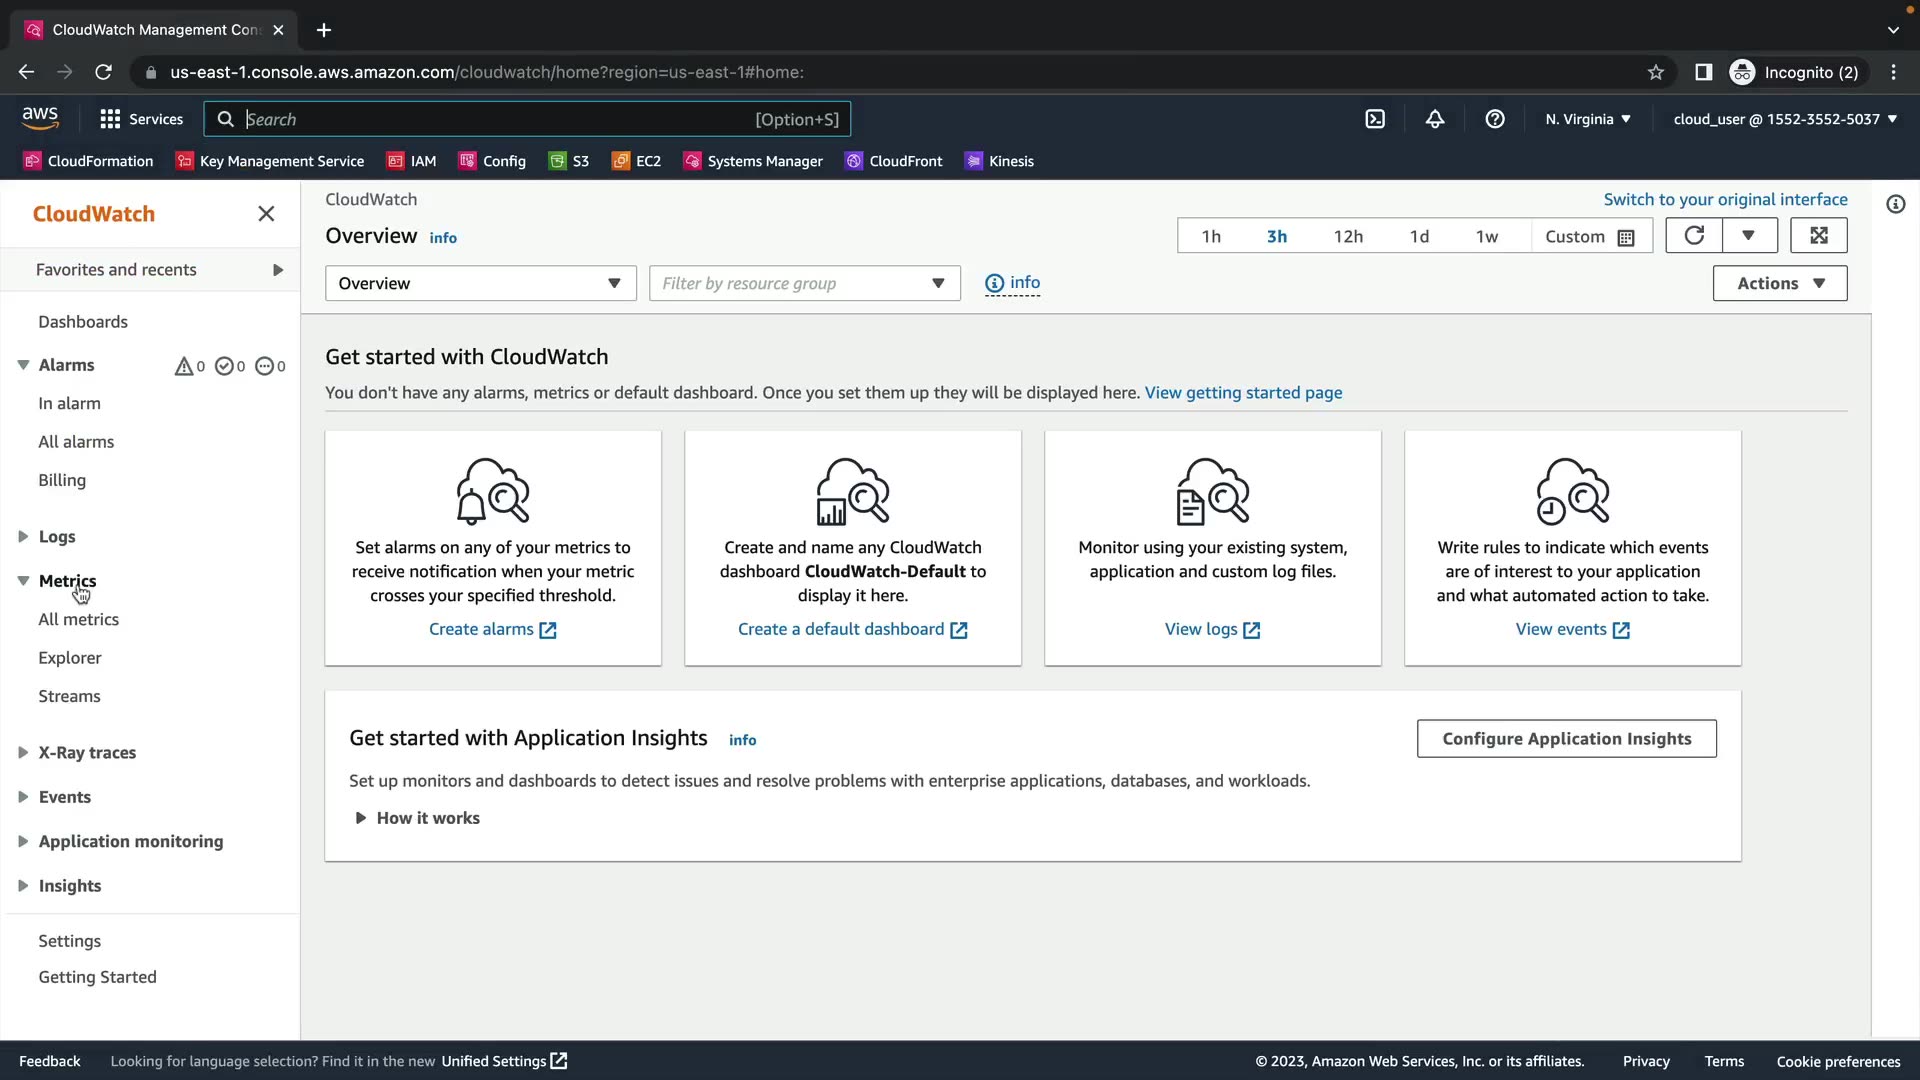 CloudWatch Management Con
us-east-1.console.aws.amazon.com/cloudwatch/home?region=us-east-1#home:
Incognito (2)
aws
Services
Search
[Option+S]
N. Virginia
cloud_user @ 1552-3552-5037
CloudFormation
Key Management Service
IAM
Config
S3
EC2
Systems Manager
CloudFront
Kinesis
CloudWatch
Favorites and recents
Dashboards
Alarms
0
0
0
In alarm
All alarms
Billing
Logs
Metrics
All metrics
Explorer
Streams
X-Ray traces
Events
Application monitoring
Insights
Settings
Getting Started
CloudWatch
Switch to your original interface
Overview info
1h 3h 12h 1d 1w Custom
Overview
Filter by resource group
info
Actions
Get started with CloudWatch
You don't have any alarms, metrics or default dashboard. Once you set them up they will be displayed here. View getting started page
Set alarms on any of your metrics to
receive notification when your metric
crosses your specified threshold.
Create alarms
Create and name any CloudWatch
dashboard CloudWatch-Default to
display it here.
Create a default dashboard
Monitor using your existing system,
application and custom log files.
View logs
Write rules to indicate which events
are of interest to your application
and what automated action to take.
View events
Get started with Application Insights info
Configure Application Insights
Set up monitors and dashboards to detect issues and resolve problems with enterprise applications, databases, and workloads.
How it works
Feedback
Looking for language selection? Find it in the new Unified Settings
© 2023, Amazon Web Services, Inc. or its affiliates.
Privacy
Terms
Cookie preferences